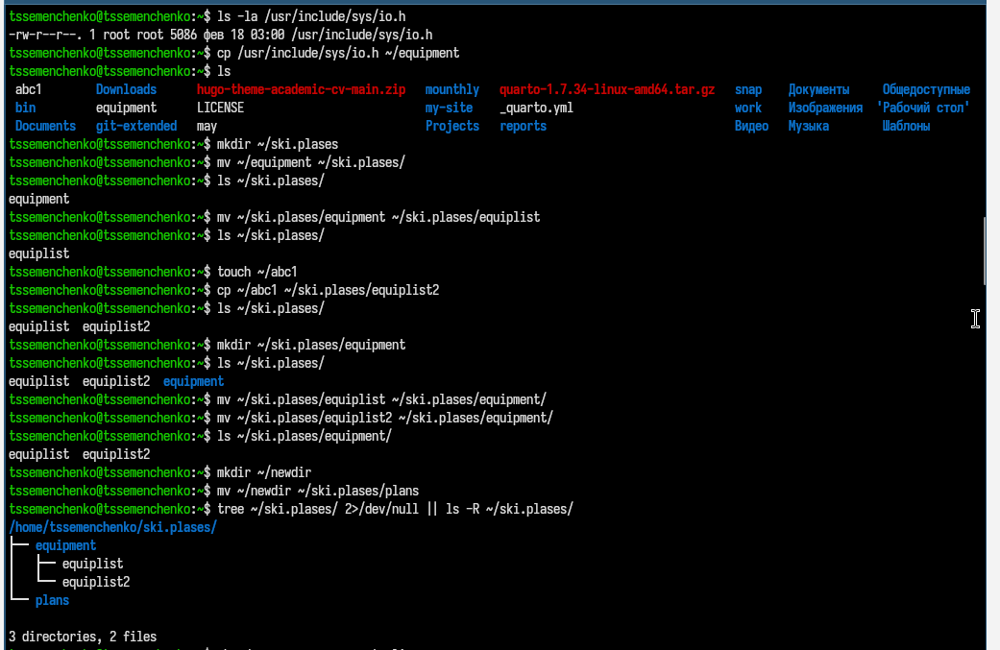 tssemenchenko@tssemenchenko:~$ ls -la /usr/include/sys/io.h
-rw-r--r--. 1 root root 5086 фев 18 03:00 /usr/include/sys/io.h
tssemenchenko@tssemenchenko:~$ cp /usr/include/sys/io.h ~/equipment
tssemenchenko@tssemenchenko:~$ ls
abc1 Downloads hugo-theme-academic-cv-main.zip mounthly quarto-1.7.34-linux-amd64.tar.gz snap Документы Общедоступные
bin equipment LICENSE my-site _quarto.yml work Изображения 'Рабочий стол'
Documents git-extended may Projects reports Видео Музыка Шаблоны
tssemenchenko@tssemenchenko:~$ mkdir ~/ski.plases
tssemenchenko@tssemenchenko:~$ mv ~/equipment ~/ski.plases/
tssemenchenko@tssemenchenko:~$ ls ~/ski.plases/
equipment
tssemenchenko@tssemenchenko:~$ mv ~/ski.plases/equipment ~/ski.plases/equiplist
tssemenchenko@tssemenchenko:~$ ls ~/ski.plases/
equiplist
tssemenchenko@tssemenchenko:~$ touch ~/abc1
tssemenchenko@tssemenchenko:~$ cp ~/abc1 ~/ski.plases/equiplist2
tssemenchenko@tssemenchenko:~$ ls ~/ski.plases/
equiplist equiplist2
tssemenchenko@tssemenchenko:~$ mkdir ~/ski.plases/equipment
tssemenchenko@tssemenchenko:~$ ls ~/ski.plases/
equiplist equiplist2 equipment
tssemenchenko@tssemenchenko:~$ mv ~/ski.plases/equiplist ~/ski.plases/equipment/
tssemenchenko@tssemenchenko:~$ mv ~/ski.plases/equiplist2 ~/ski.plases/equipment/
tssemenchenko@tssemenchenko:~$ ls ~/ski.plases/equipment/
equiplist equiplist2
tssemenchenko@tssemenchenko:~$ mkdir ~/newdir
tssemenchenko@tssemenchenko:~$ mv ~/newdir ~/ski.plases/plans
tssemenchenko@tssemenchenko:~$ tree ~/ski.plases/ 2>/dev/null || ls -R ~/ski.plases/
/home/tssemenchenko/ski.plases/
├── equipment
│   ├── equiplist
│   └── equiplist2
└── plans
3 directories, 2 files